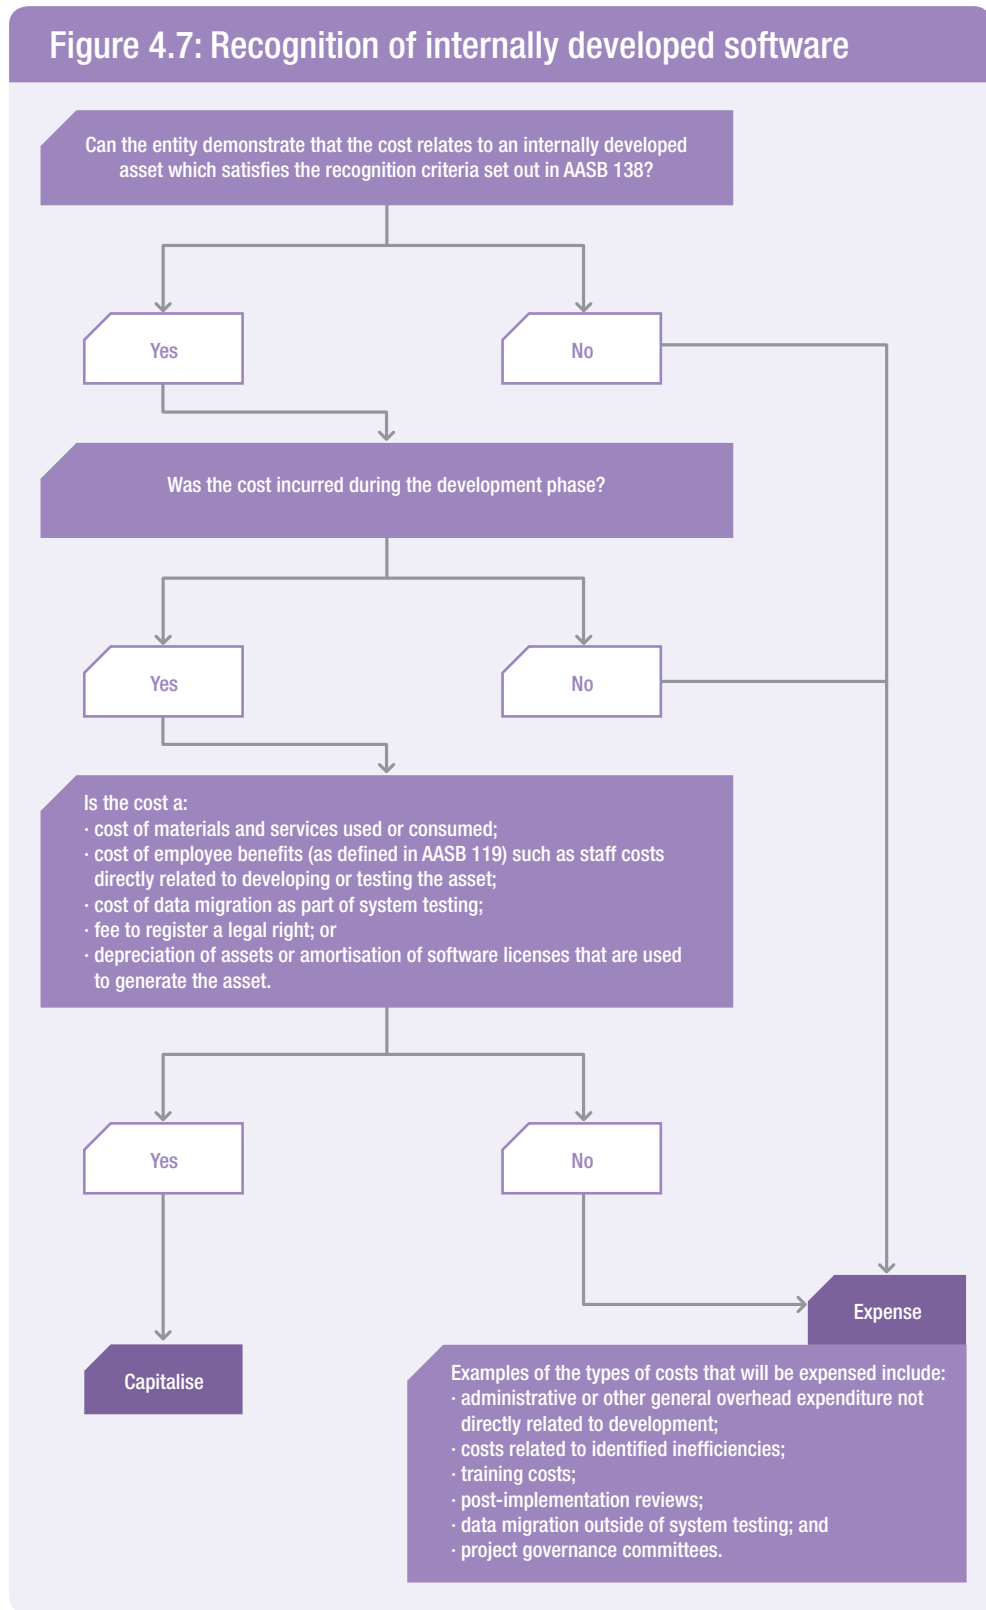 Figure 4.7: Recognition of internally developed software
Can the entity demonstrate that the cost relates to an internally developed
asset which satisfies the recognition criteria set out in AASB 138?
Yes
No
Was the cost incurred during the development phase?
Yes
No
Is the cost a:
· cost of materials and services used or consumed;
· cost of employee benefits (as defined in AASB 119) such as staff costs
directly related to developing or testing the asset;
· cost of data migration as part of system testing;
· fee to register a legal right; or
· depreciation of assets or amortisation of software licenses that are used
to generate the asset.
Yes
No
Expense
Capitalise
Examples of the types of costs that will be expensed include:
· administrative or other general overhead expenditure not
directly related to development;
· costs related to identified inefficiencies;
· training costs;
· post-implementation reviews;
· data migration outside of system testing; and
· project governance committees.